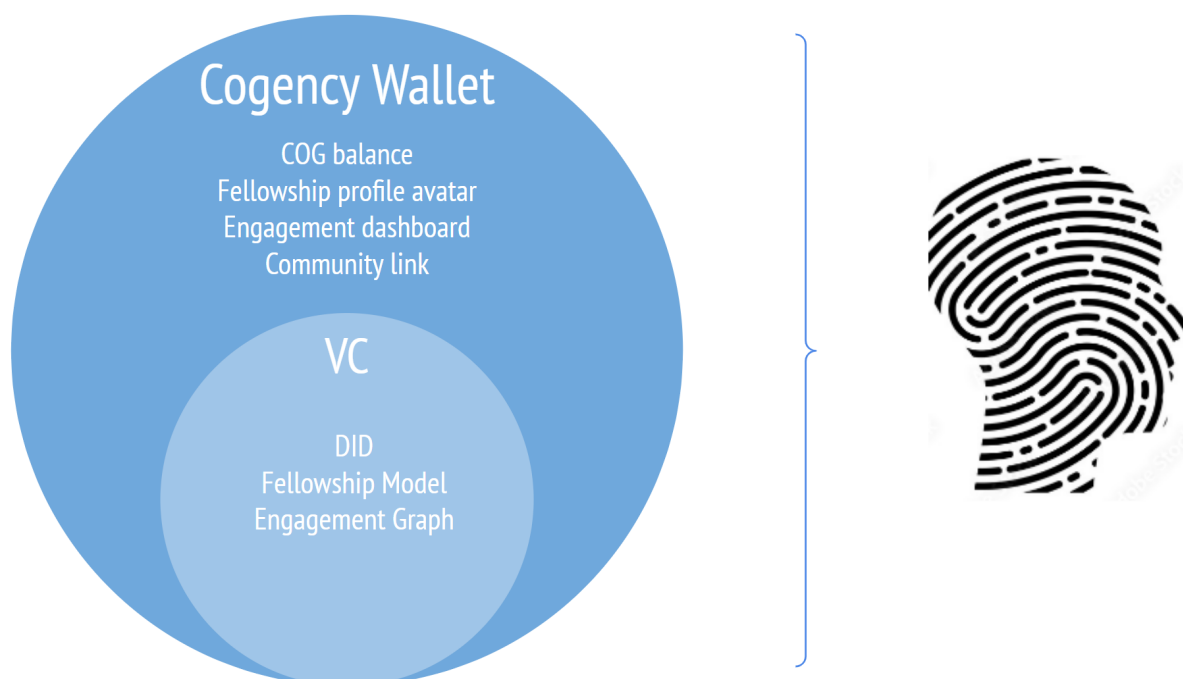 Cogency Wallet
COG balance
Fellowship profile avatar
Engagement dashboard
Community link
VC
DID
Fellowship Model
Engagement Graph